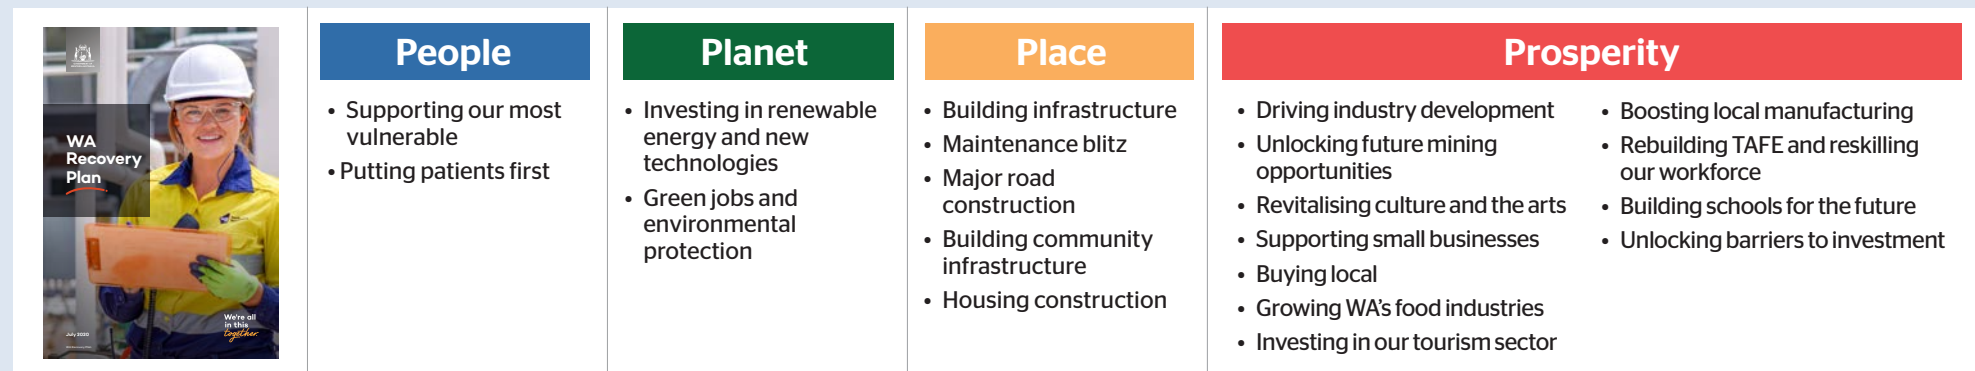 WA
Recovery
Plan
July 2020
We're all
in this
together.
People
• Supporting our most
vulnerable
• Putting patients first
Planet
• Investing in renewable
energy and new
technologies
• Green jobs and
environmental
protection
Place
• Building infrastructure
• Maintenance blitz
• Major road
construction
• Building community
infrastructure
• Housing construction
Prosperity
• Driving industry development
• Unlocking future mining
opportunities
• Revitalising culture and the arts
• Supporting small businesses
• Buying local
• Growing WA's food industries
• Investing in our tourism sector
• Boosting local manufacturing
• Rebuilding TAFE and reskilling
our workforce
• Building schools for the future
• Unlocking barriers to investment